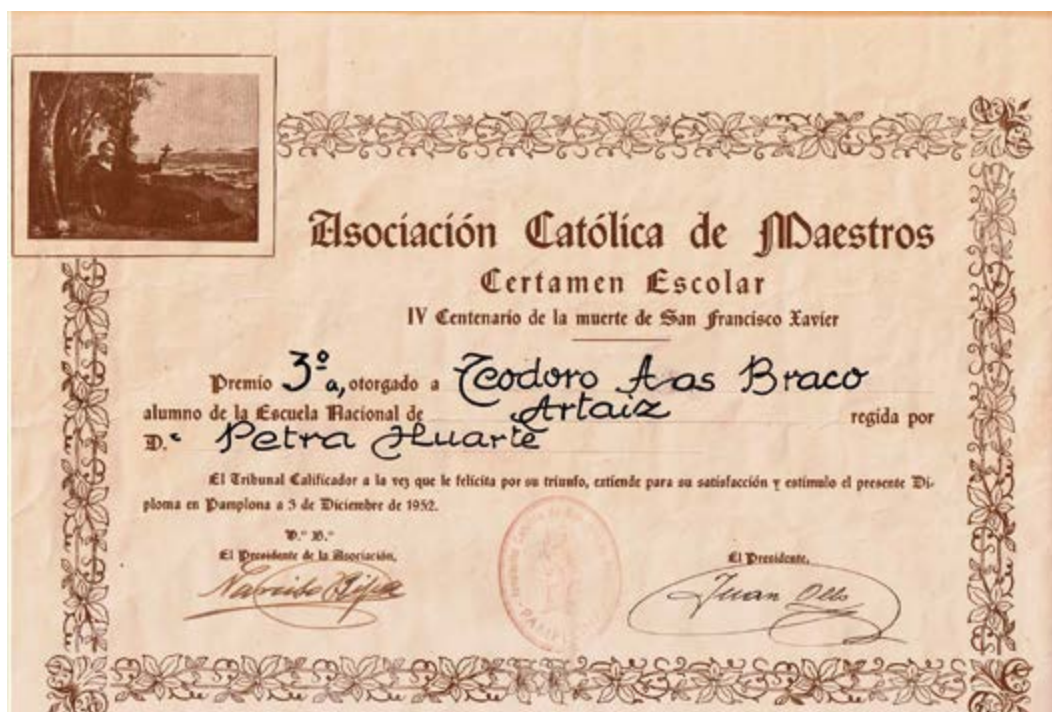 Asociación Católica de Maestros
Certamen Escolar
IV Centenario de la muerte de San Francisco Xavier
Premio 3º a, otorgado a Teodoro Braco
alumno de la Escuela Nacional de Artaiz regida por
D.ª Petra Huarte
El Tribunal Calificador a la vez que le felicita por su triunfo, extiende para su satisfacción y estímulo el presente Di-
ploma en Pamplona a 3 de Diciembre de 1952.
V.º B.º
El Presidente de la Asociación,
El Presidente,
Juan Ollo